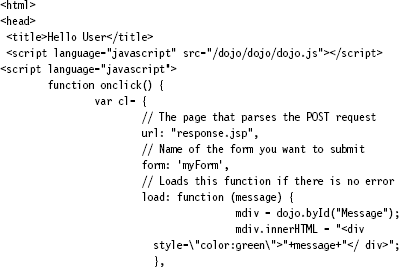 <html>
<head>
<title>Hello User</title>
<script language="javascript" src="/dojo/dojo/dojo.js"></script>
<script language="javascript">
function onclick() {
var cl= {
// The page that parses the POST request
url: "response.jsp",
// Name of the form you want to submit
form: 'myForm',
// Loads this function if there is no error
load: function (message) {
mdiv = dojo.byId("Message");
mdiv.innerHTML = "<div
style=\"color:green\">"+message+"</ div>";
},